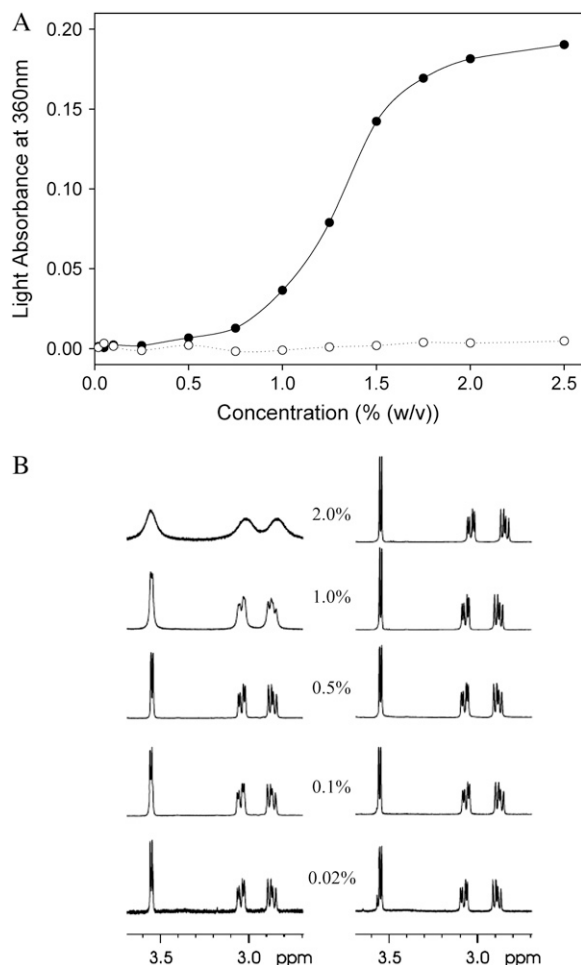 A
0.20
0.15
0.10
0.05
0.00
Light Absorbance at 360nm
0.0 0.5 1.0 1.5 2.0 2.5
Concentration (% (w/v))
B
2.0%
1.0%
0.5%
0.1%
0.02%
3.5 3.0 ppm 3.5 3.0 ppm